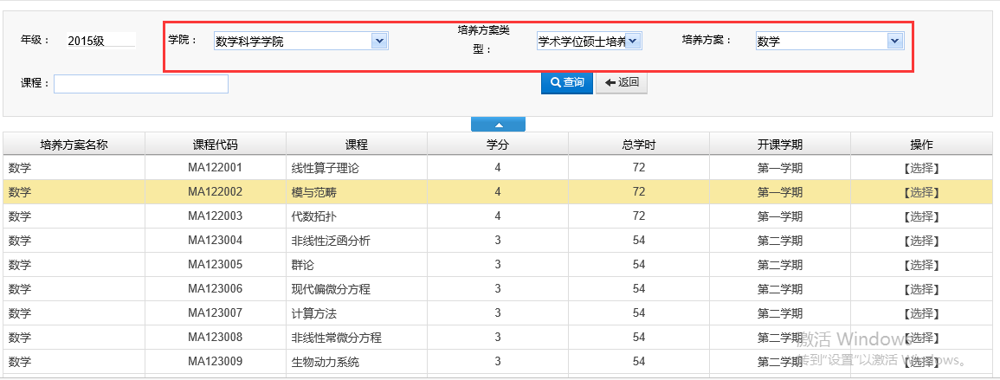 年级： 2015级 学院： 数学科学学院 培养方案类型： 学术学位硕士培养 培养方案： 数学
课程：
查询 返回
培养方案名称 课程代码 课程 学分 总学时 开课学期 操作
数学 MA122001 线性算子理论 4 72 第一学期 【选择】
数学 MA122002 模与范畴 4 72 第一学期 【选择】
数学 MA122003 代数拓扑 4 72 第一学期 【选择】
数学 MA123004 非线性泛函分析 3 54 第二学期 【选择】
数学 MA123005 群论 3 54 第二学期 【选择】
数学 MA123006 现代偏微分方程 3 54 第二学期 【选择】
数学 MA123007 计算方法 3 54 第二学期 【选择】
数学 MA123008 非线性常微分方程 3 54 第二学期 【选择】
数学 MA123009 生物动力系统 3 54 第二学期 【选择】
激活 Windows
转到"设置"以激活 Windows。